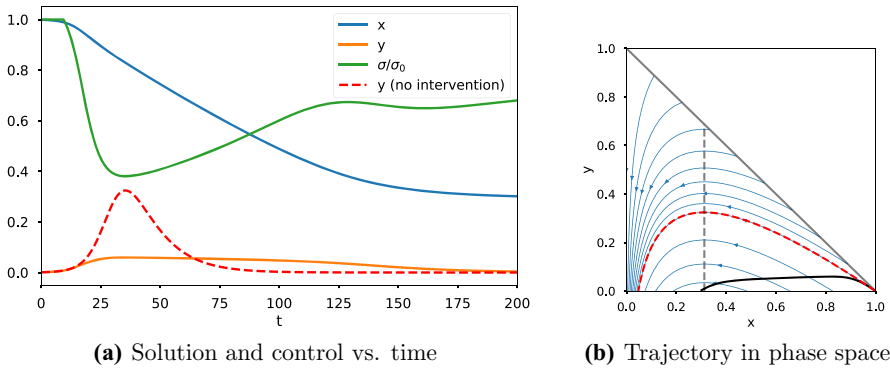 1.0
0.8
0.6
0.4
0.2
0.0
0 25 50 75 100 125 150 175 200
t
x
y
σ/σ0
y (no intervention)
(a) Solution and control vs. time
1.0
0.8
0.6
0.4
0.2
0.0
y
0.0 0.2 0.4 0.6 0.8 1.0
x
(b) Trajectory in phase space